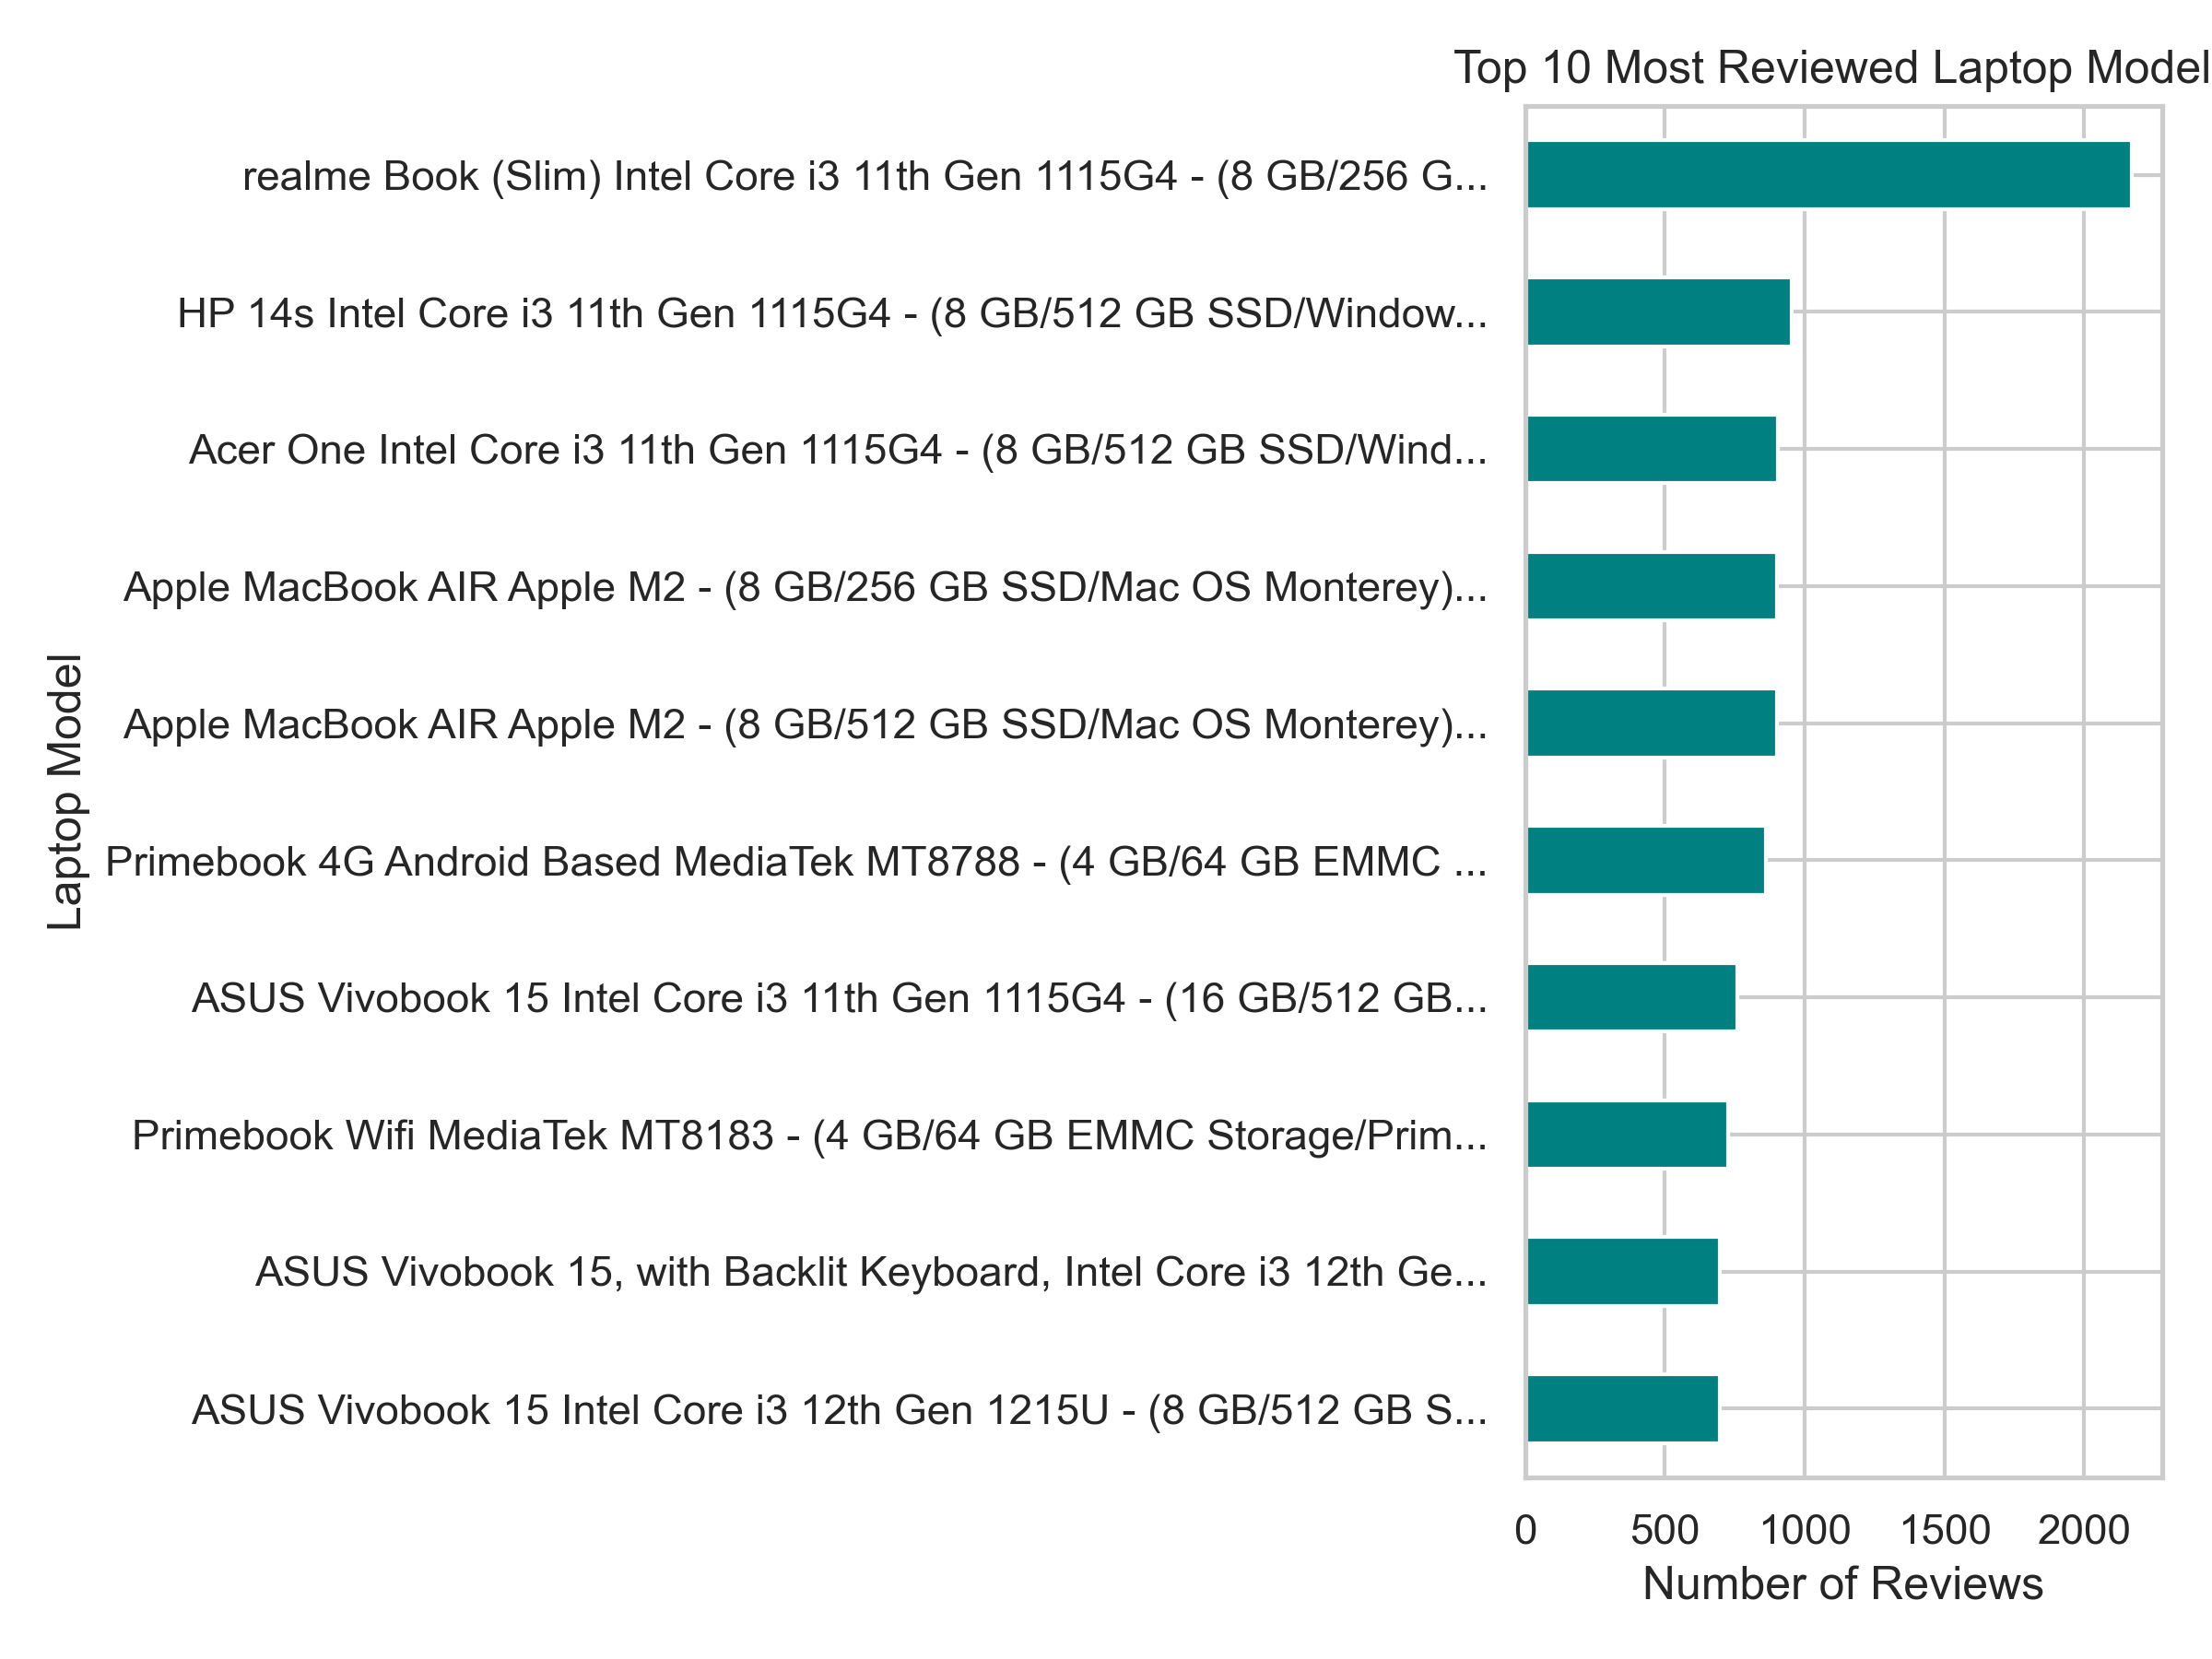 Top 10 Most Reviewed Laptop Model
realme Book (Slim) Intel Core i3 11th Gen 1115G4 - (8 GB/256 G...
HP 14s Intel Core i3 11th Gen 1115G4 - (8 GB/512 GB SSD/Window...
Acer One Intel Core i3 11th Gen 1115G4 - (8 GB/512 GB SSD/Wind...
Apple MacBook AIR Apple M2 - (8 GB/256 GB SSD/Mac OS Monterey)...
Apple MacBook AIR Apple M2 - (8 GB/512 GB SSD/Mac OS Monterey)...
Primebook 4G Android Based MediaTek MT8788 - (4 GB/64 GB EMMC ...
ASUS Vivobook 15 Intel Core i3 11th Gen 1115G4 - (16 GB/512 GB...
Primebook Wifi MediaTek MT8183 - (4 GB/64 GB EMMC Storage/Prim...
ASUS Vivobook 15, with Backlit Keyboard, Intel Core i3 12th Ge...
ASUS Vivobook 15 Intel Core i3 12th Gen 1215U - (8 GB/512 GB S...
Laptop Model
0 500 1000 1500 2000
Number of Reviews